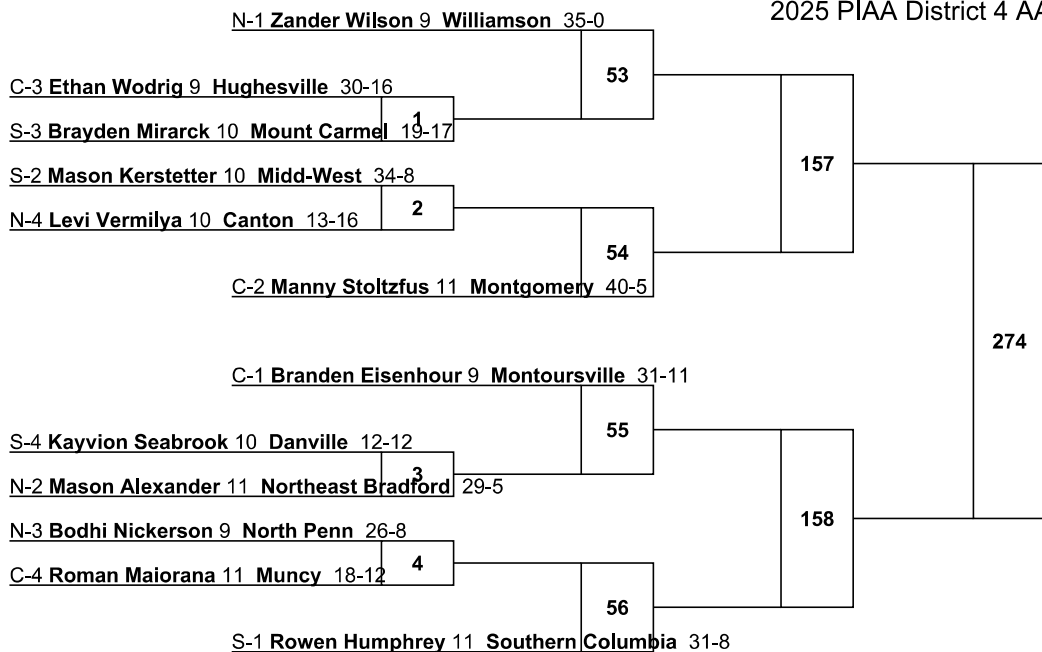 2025 PIAA District 4 AA
N-1 Zander Wilson 9 Williamson 35-0
53
C-3 Ethan Wodrig 9 Hughesville 30-16
1
S-3 Brayden Mirarck 10 Mount Carmel 19-17
157
S-2 Mason Kerstetter 10 Midd-West 34-8
2
N-4 Levi Vermilya 10 Canton 13-16
54
C-2 Manny Stoltzfus 11 Montgomery 40-5
274
C-1 Branden Eisenhour 9 Montoursville 31-11
55
S-4 Kayvion Seabrook 10 Danville 12-12
3
N-2 Mason Alexander 11 Northeast Bradford 29-5
158
N-3 Bodhi Nickerson 9 North Penn 26-8
4
C-4 Roman Maiorana 11 Muncy 18-12
56
S-1 Rowen Humphrey 11 Southern Columbia 31-8